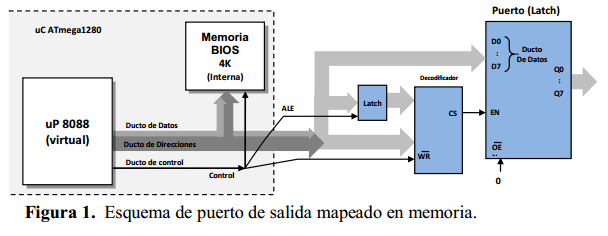 uC ATmega1280
Memoria
BIOS
4K
(Interna)
uP 8088
(virtual)
Ducto de Datos
Ducto de Direcciones
Ducto de control
Control
ALE
Latch
Decodificador
CS
WR
Puerto (Latch)
D0
:
D7
Ducto
De Datos
Q0
:
Q7
EN
OE
0
Figura 1. Esquema de puerto de salida mapeado en memoria.